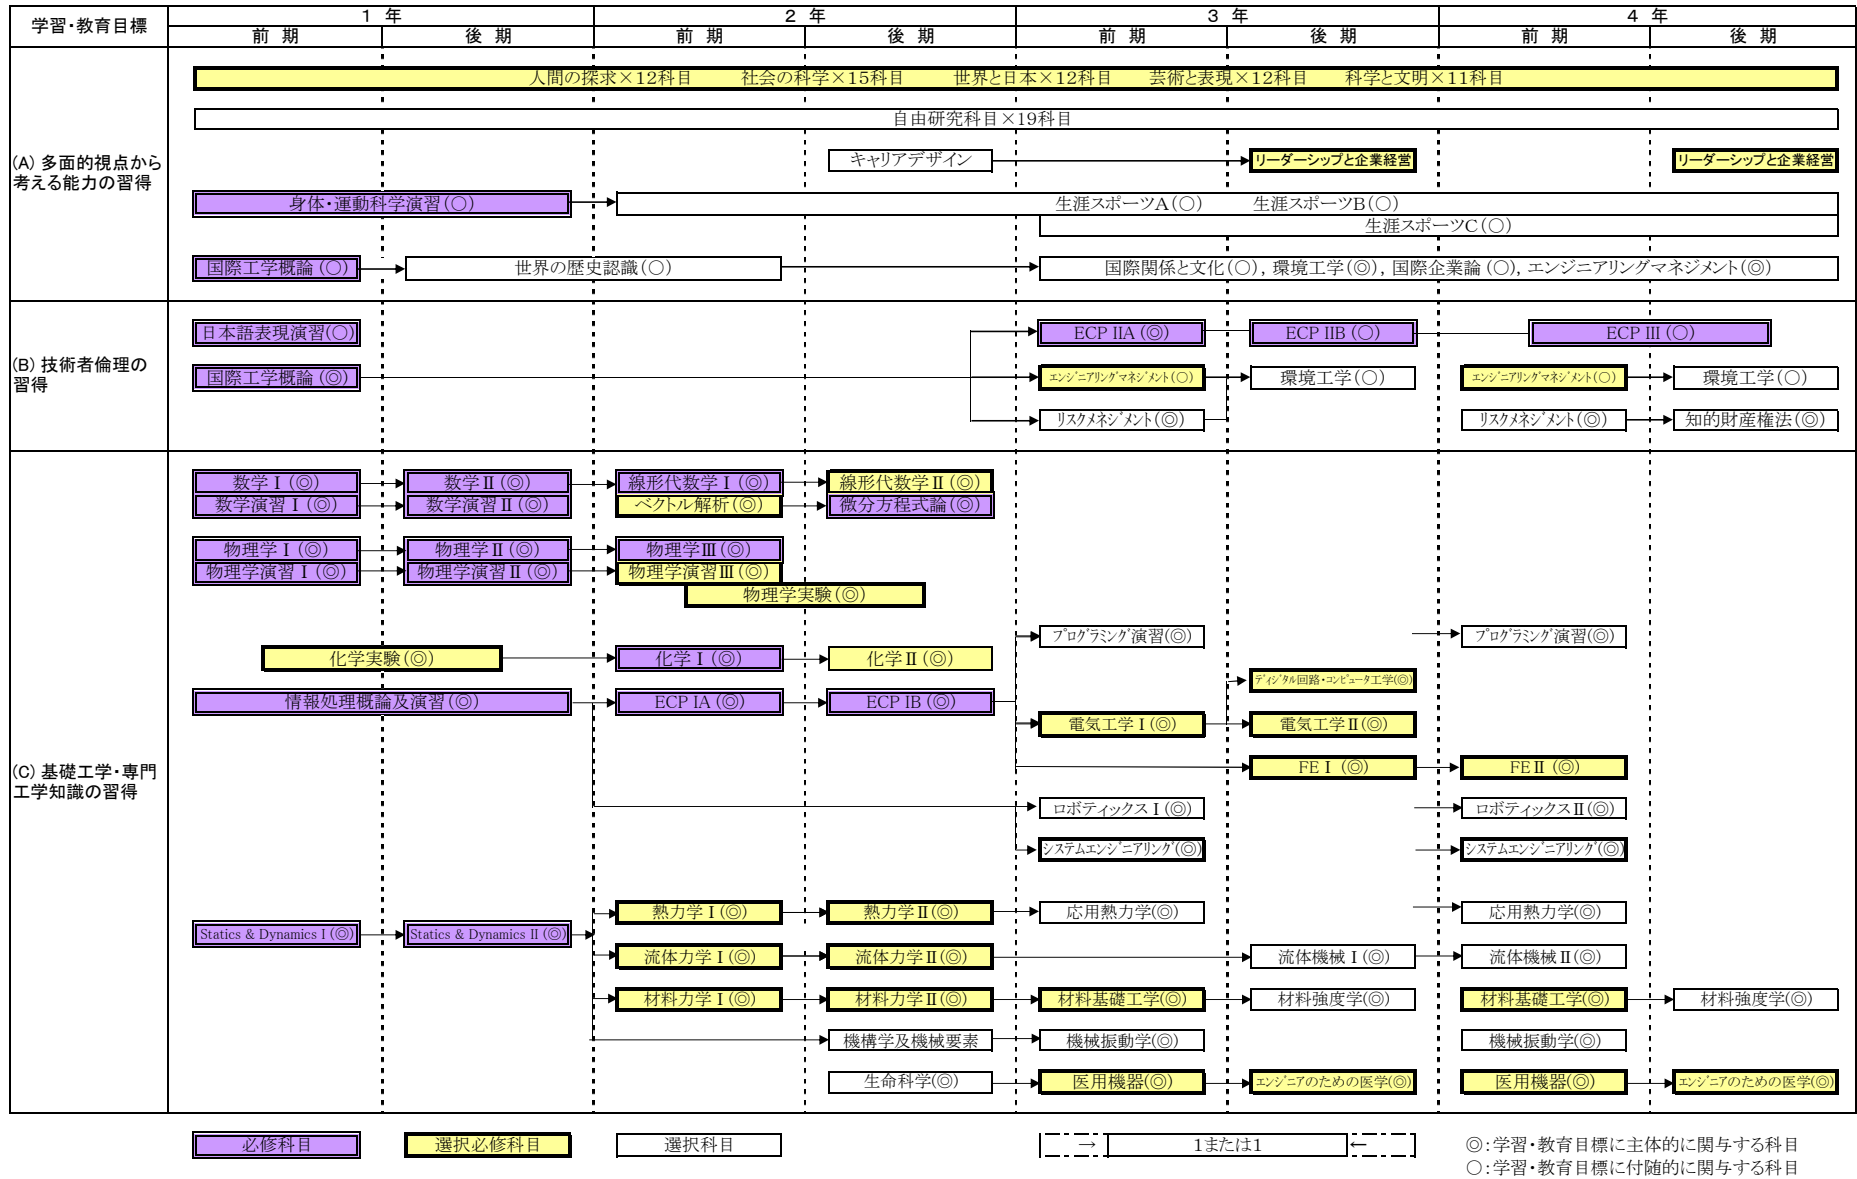 学習・教育目標
1 年
2 年
3 年
4 年
前 期
後 期
前 期
後 期
前 期
後 期
前 期
後 期
(A) 多面的視点から
考える能力の習得
人間の探求×12科目 社会の科学×15科目 世界と日本×12科目 芸術と表現×12科目 科学と文明×11科目
自由研究科目×19科目
キャリアデザイン
リーダーシップと企業経営
リーダーシップと企業経営
身体・運動科学演習(○)
生涯スポーツA(○) 生涯スポーツB(○)
生涯スポーツC(○)
国際工学概論(○)
世界の歴史認識(○)
国際関係と文化(○), 環境工学(◎), 国際企業論(○), エンジニアリングマネジメント(◎)
(B) 技術者倫理の
習得
日本語表現演習(○)
ECP IIA (◎)
ECP IIB (○)
ECP III (○)
国際工学概論(◎)
エンジニアリングマネジメント(○)
環境工学(○)
エンジニアリングマネジメント(○)
環境工学(○)
リスクメネジメント(◎)
リスクメネジメント(◎)
知的財産権法(◎)
(C) 基礎工学・専門
工学知識の習得
数学Ⅰ(◎)
数学Ⅱ(◎)
線形代数学Ⅰ(◎)
線形代数学Ⅱ(◎)
数学演習Ⅰ(◎)
数学演習Ⅱ(◎)
ベクトル解析(◎)
微分方程式論(◎)
物理学Ⅰ(◎)
物理学Ⅱ(◎)
物理学Ⅲ(◎)
物理学演習Ⅰ(◎)
物理学演習Ⅱ(◎)
物理学演習Ⅲ(◎)
物理学実験(◎)
プログラミング演習(◎)
プログラミング演習(◎)
化学実験(◎)
化学Ⅰ(◎)
化学Ⅱ(◎)
ディジタル回路・コンピュータ工学(◎)
情報処理概論及演習(◎)
ECP IA (◎)
ECP IB (◎)
電気工学Ⅰ(◎)
電気工学Ⅱ(◎)
FEⅠ(◎)
FEⅡ(◎)
ロボティックスⅠ(◎)
ロボティックスⅡ(◎)
システムエンジニアリング(◎)
システムエンジニアリング(◎)
熱力学Ⅰ(◎)
熱力学Ⅱ(◎)
応用熱力学(◎)
応用熱力学(◎)
Statics & Dynamics I (◎)
Statics & Dynamics II (◎)
流体力学Ⅰ(◎)
流体力学Ⅱ(◎)
流体機械Ⅰ(◎)
流体機械Ⅱ(◎)
材料力学Ⅰ(◎)
材料力学Ⅱ(◎)
材料基礎工学(◎)
材料強度学(◎)
材料基礎工学(◎)
材料強度学(◎)
機構学及機械要素
機械振動学(◎)
機械振動学(◎)
生命科学(◎)
医用機器(◎)
エンジニアのための医学(◎)
医用機器(◎)
エンジニアのための医学(◎)
必修科目
選択必修科目
選択科目
→ 1または1 ←
◎:学習・教育目標に主体的に関与する科目
○:学習・教育目標に付随的に関与する科目